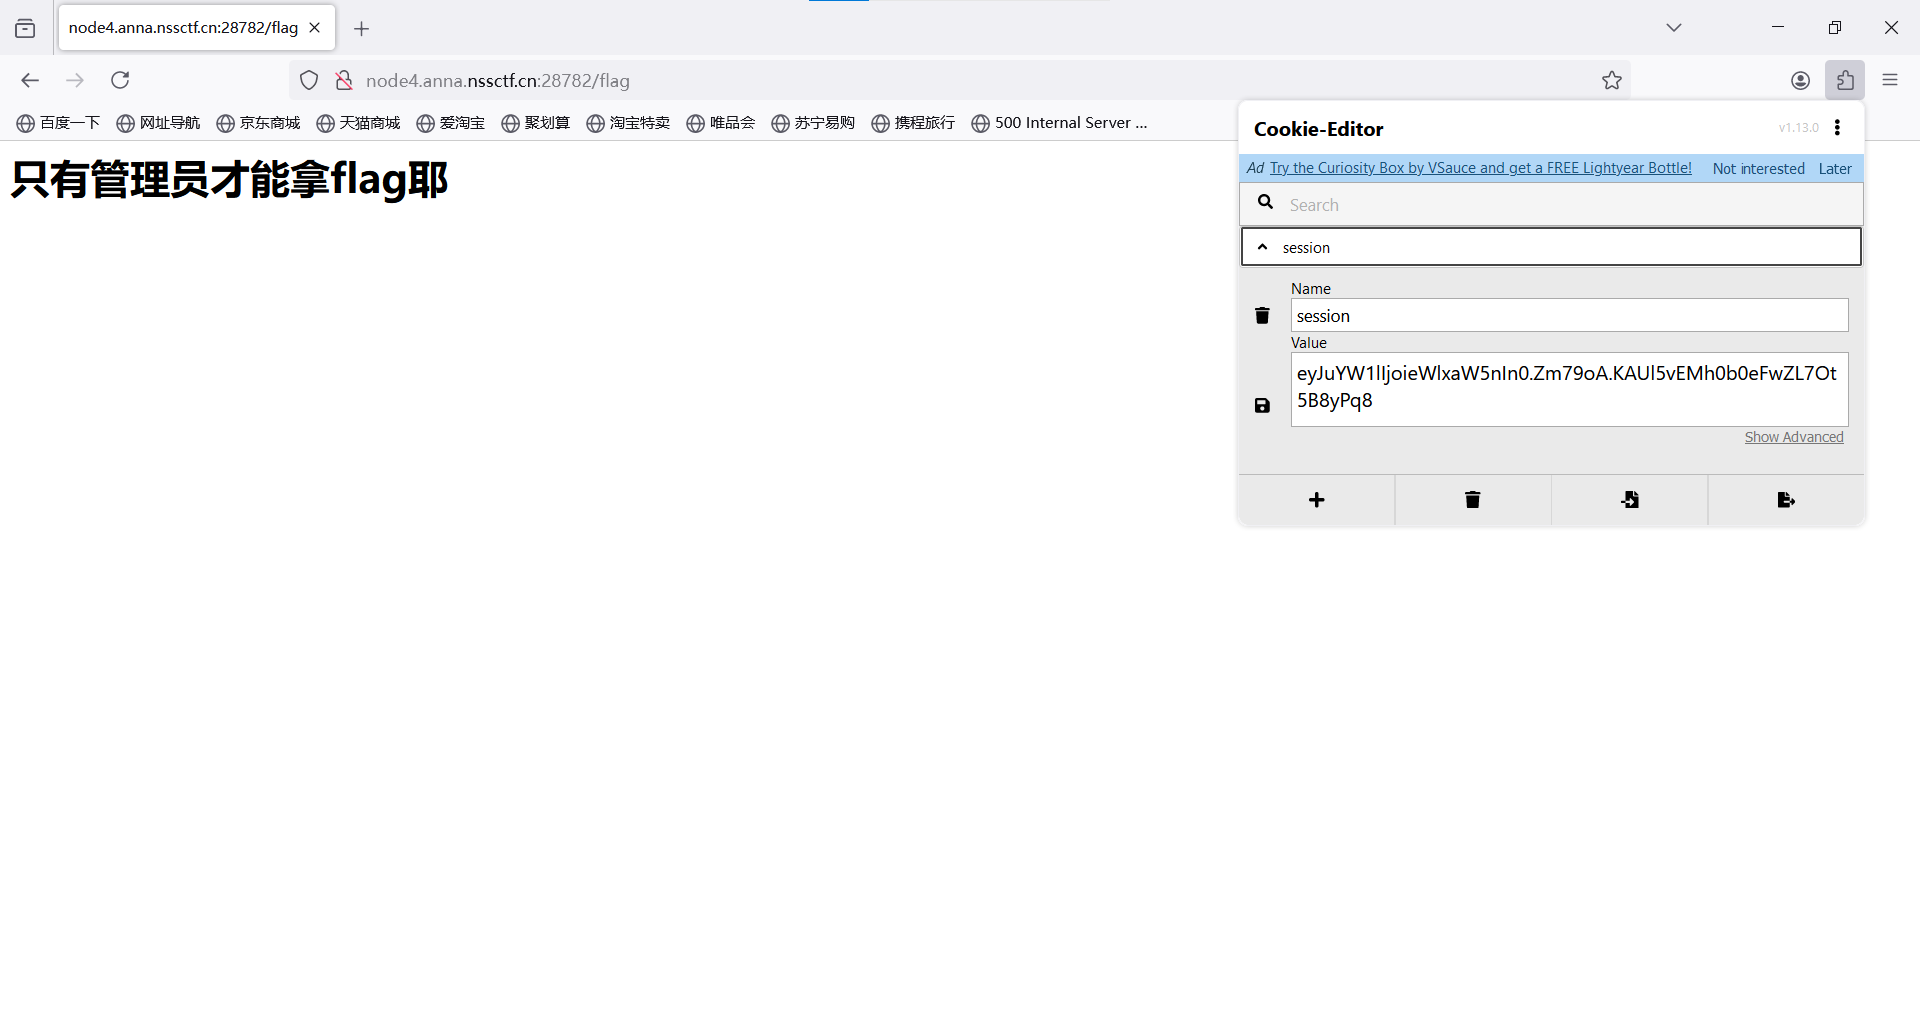 node4.anna.nssctf.cn:28782/flag
node4.anna.nssctf.cn:28782/flag
百度一下 网址导航 京东商城 天猫商城 爱淘宝 聚划算 淘宝特卖 唯品会 苏宁易购 携程旅行 500 Internal Server ...
只有管理员才能拿flag耶
Cookie-Editor v1.13.0
Ad Try the Curiosity Box by VSauce and get a FREE Lightyear Bottle! Not interested Later
Search
session
Name
session
Value
eyJuYW1lIjoieWlxaW5nIn0.Zm79oA.KAUl5vEMh0b0eFwZL7Ot
5B8yPq8
Show Advanced